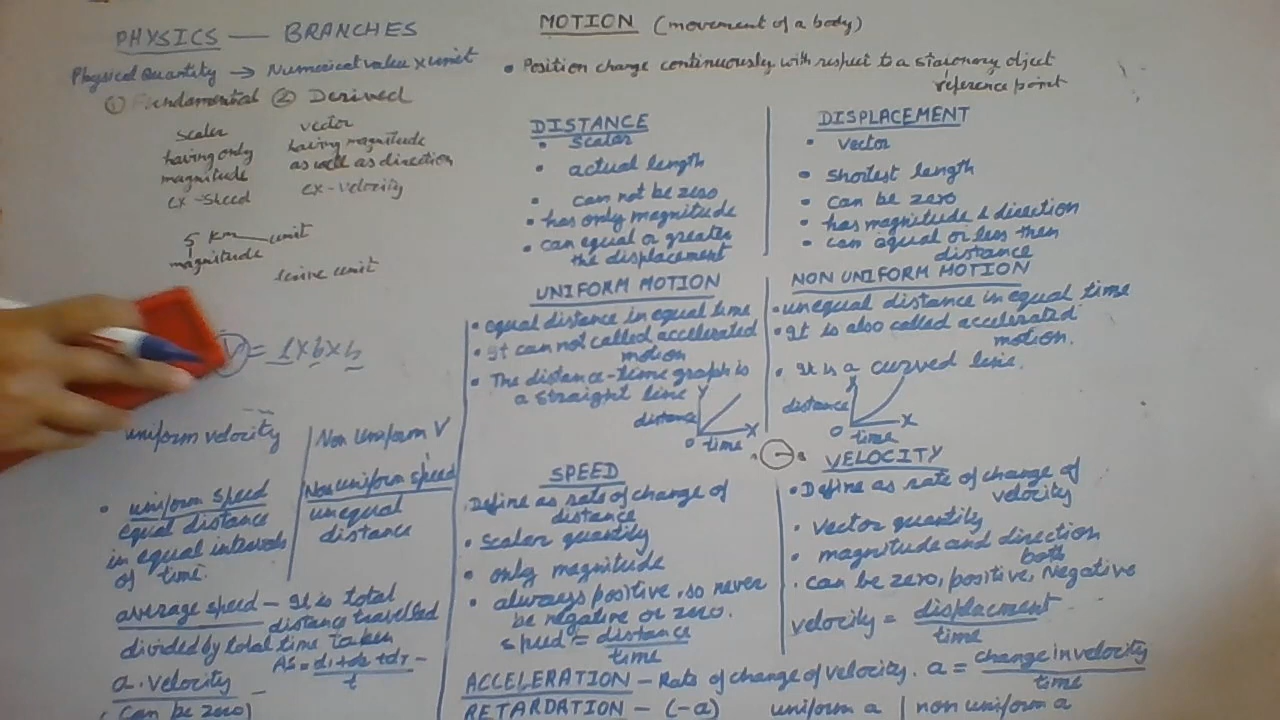 PHYSICS — BRANCHES
Physical Quantity → Numerical value × unit
① Fundamental ② Derived
scaler
having only
magnitude
ex - speed
vector
having magnitude
as well as direction
ex - velocity
5 km — unit
magnitude
unit
V = l × b × h
uniform velocity
• uniform speed
equal distance
in equal intervals
of time.
Non Uniform V
Non uniform speed
unequal
distance
average speed - It is total
distance travelled
divided by total time taken
AS = d1 + d2 + d
t
a. velocity –
(can be zero)
MOTION (movement of a body)
• Position change continuously with respect to a stationary object
reference point
DISTANCE
• scaler
• actual length
• can not be zero
• has only magnitude
• can equal or greater
the displacement
DISPLACEMENT
• vector
• shortest length
• can be zero
• has magnitude & direction
• can equal or less then
distance
UNIFORM MOTION
• equal distance in equal time
• It can not called accelerated
motion
• The distance-time graph is
a straight line
Y
distance
O time X
NON UNIFORM MOTION
• unequal distance in equal time
• It is also called accelerated
motion.
• It is a curved line.
Y
distance
O time X
SPEED
• Define as rate of change of
distance
• Scaler quantity
• only magnitude
• always positive, so never
be negative or zero.
speed = distance
time
VELOCITY
• Define as rate of change of
velocity
• vector quantity
• magnitude and direction
both
• can be zero, positive, Negative
velocity = displacment
time
ACCELERATION – Rate of change of velocity. a = change in velocity
time
RETARDATION – (-a) uniform a | non uniform a